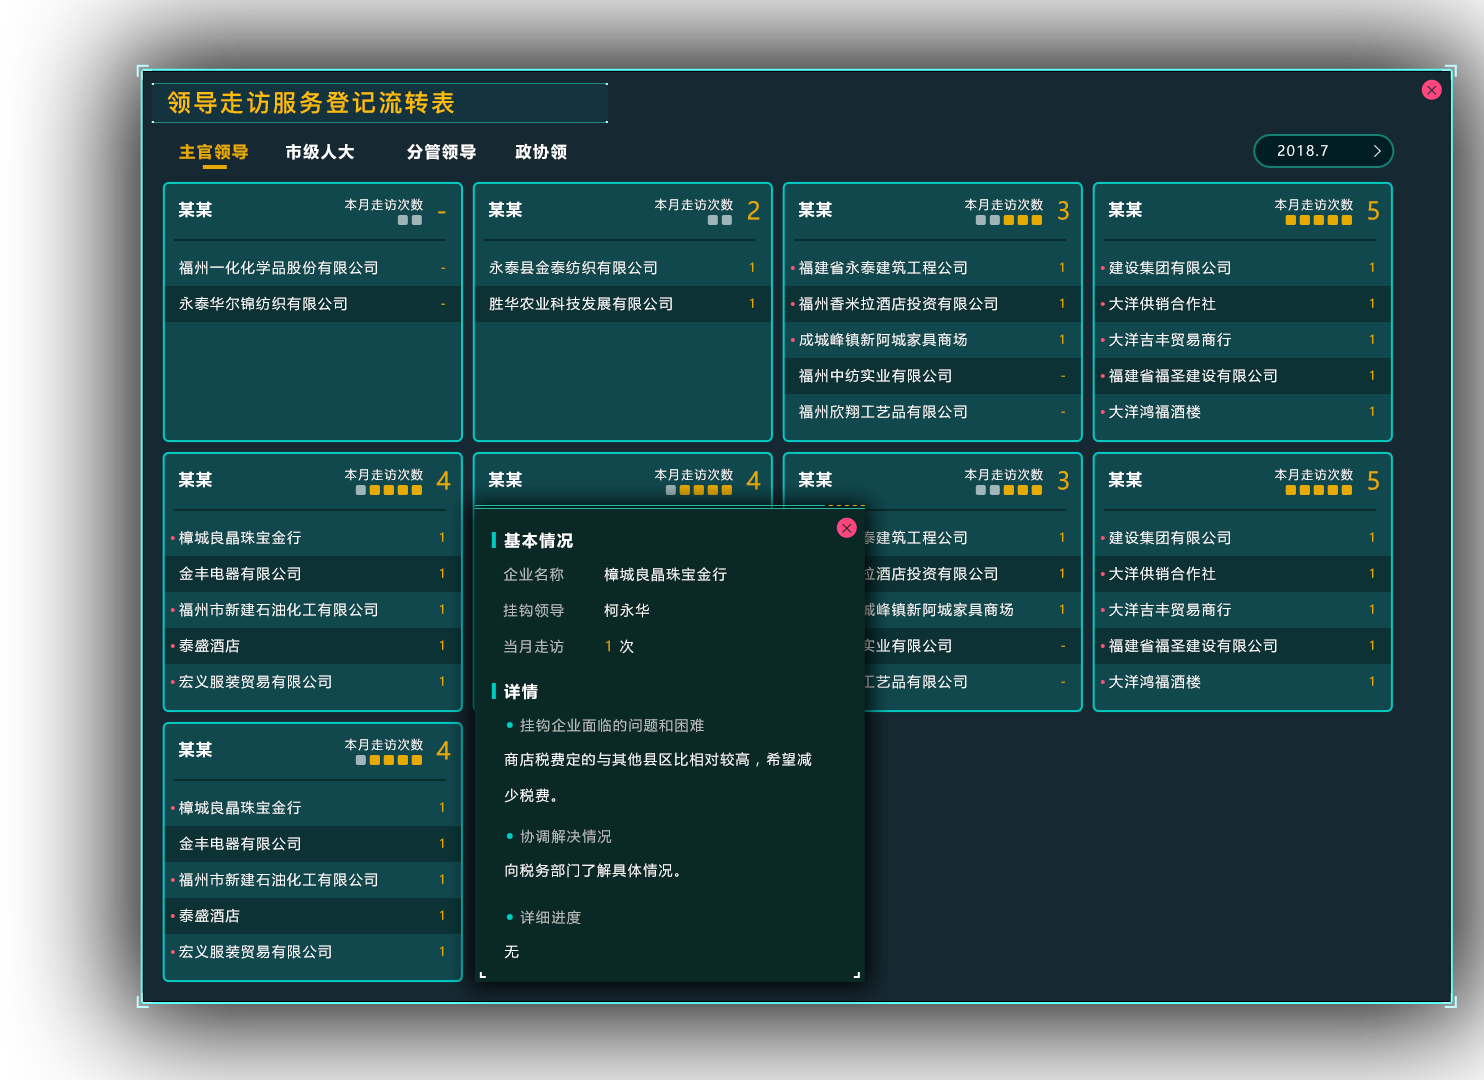 领导走访服务登记流转表
主官领导 市级人大 分管领导 政协领 2018.7
某某 本月走访次数 -
福州一化化学品股份有限公司 -
永泰华尔锦纺织有限公司 -
某某 本月走访次数 2
永泰县金泰纺织有限公司 1
胜华农业科技发展有限公司 1
某某 本月走访次数 3
福建省永泰建筑工程公司 1
福州香米拉酒店投资有限公司 1
成城峰镇新阿城家具商场 1
福州中纺实业有限公司 -
福州欣翔工艺品有限公司 -
某某 本月走访次数 5
建设集团有限公司 1
大洋供销合作社 1
大洋吉丰贸易商行 1
福建省福圣建设有限公司 1
大洋鸿福酒楼 1
某某 本月走访次数 4
樟城良晶珠宝金行 1
金丰电器有限公司 1
福州市新建石油化工有限公司 1
泰盛酒店 1
宏义服装贸易有限公司 1
某某 本月走访次数 4
某某 本月走访次数 3
泰建筑工程公司 1
拉酒店投资有限公司 1
城峰镇新阿城家具商场 1
实业有限公司 -
工艺品有限公司 -
某某 本月走访次数 5
建设集团有限公司 1
大洋供销合作社 1
大洋吉丰贸易商行 1
福建省福圣建设有限公司 1
大洋鸿福酒楼 1
某某 本月走访次数 4
樟城良晶珠宝金行 1
金丰电器有限公司 1
福州市新建石油化工有限公司 1
泰盛酒店 1
宏义服装贸易有限公司 1
基本情况
企业名称 樟城良晶珠宝金行
挂钩领导 柯永华
当月走访 1 次
详情
挂钩企业面临的问题和困难
商店税费定的与其他县区比相对较高，希望减
少税费。
协调解决情况
向税务部门了解具体情况。
详细进度
无